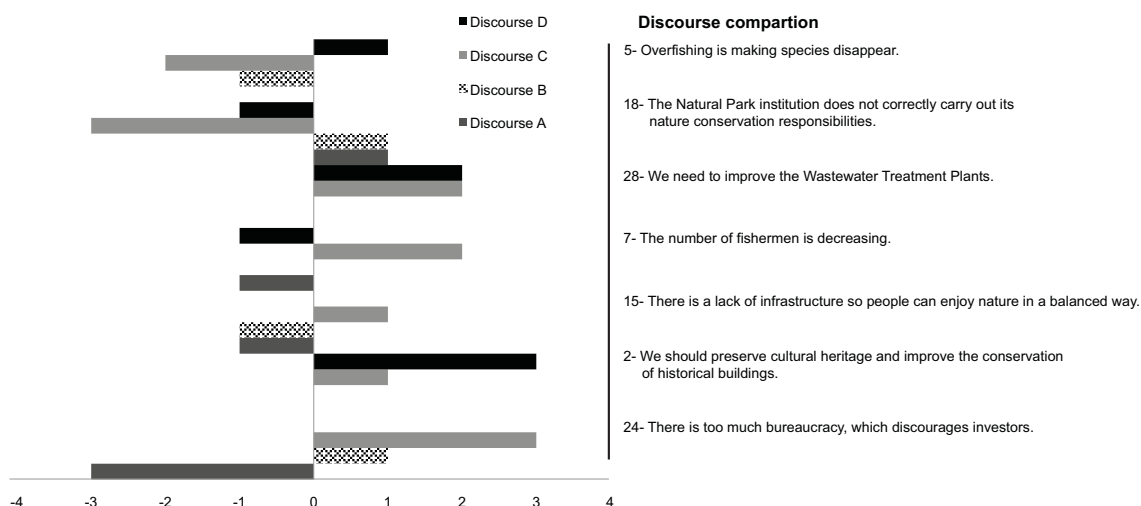 Discourse D
Discourse C
Discourse B
Discourse A
Discourse compartion
5- Overfishing is making species disappear.
18- The Natural Park institution does not correctly carry out its
nature conservation responsibilities.
28- We need to improve the Wastewater Treatment Plants.
7- The number of fishermen is decreasing.
15- There is a lack of infrastructure so people can enjoy nature in a balanced way.
2- We should preserve cultural heritage and improve the conservation
of historical buildings.
24- There is too much bureaucracy, which discourages investors.
-4 -3 -2 -1 0 1 2 3 4